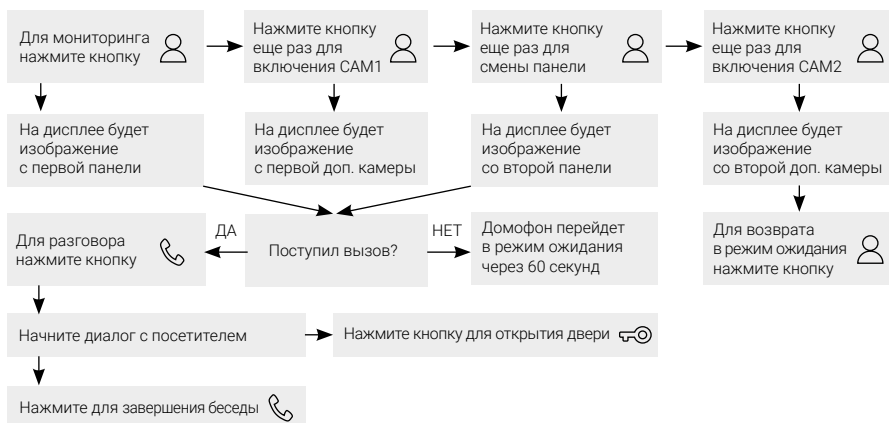 Для мониторинга
нажмите кнопку
Нажмите кнопку
еще раз для
включения CAM1
Нажмите кнопку
еще раз для
смены панели
Нажмите кнопку
еще раз для
включения CAM2
На дисплее будет
изображение
с первой панели
На дисплее будет
изображение
с первой доп. камеры
На дисплее будет
изображение
со второй панели
На дисплее будет
изображение
со второй доп. камеры
Для разговора
нажмите кнопку
ДА
Поступил вызов?
НЕТ
Домофон перейдет
в режим ожидания
через 60 секунд
Для возврата
в режим ожидания
нажмите кнопку
Начните диалог с посетителем
Нажмите кнопку для открытия двери
Нажмите для завершения беседы